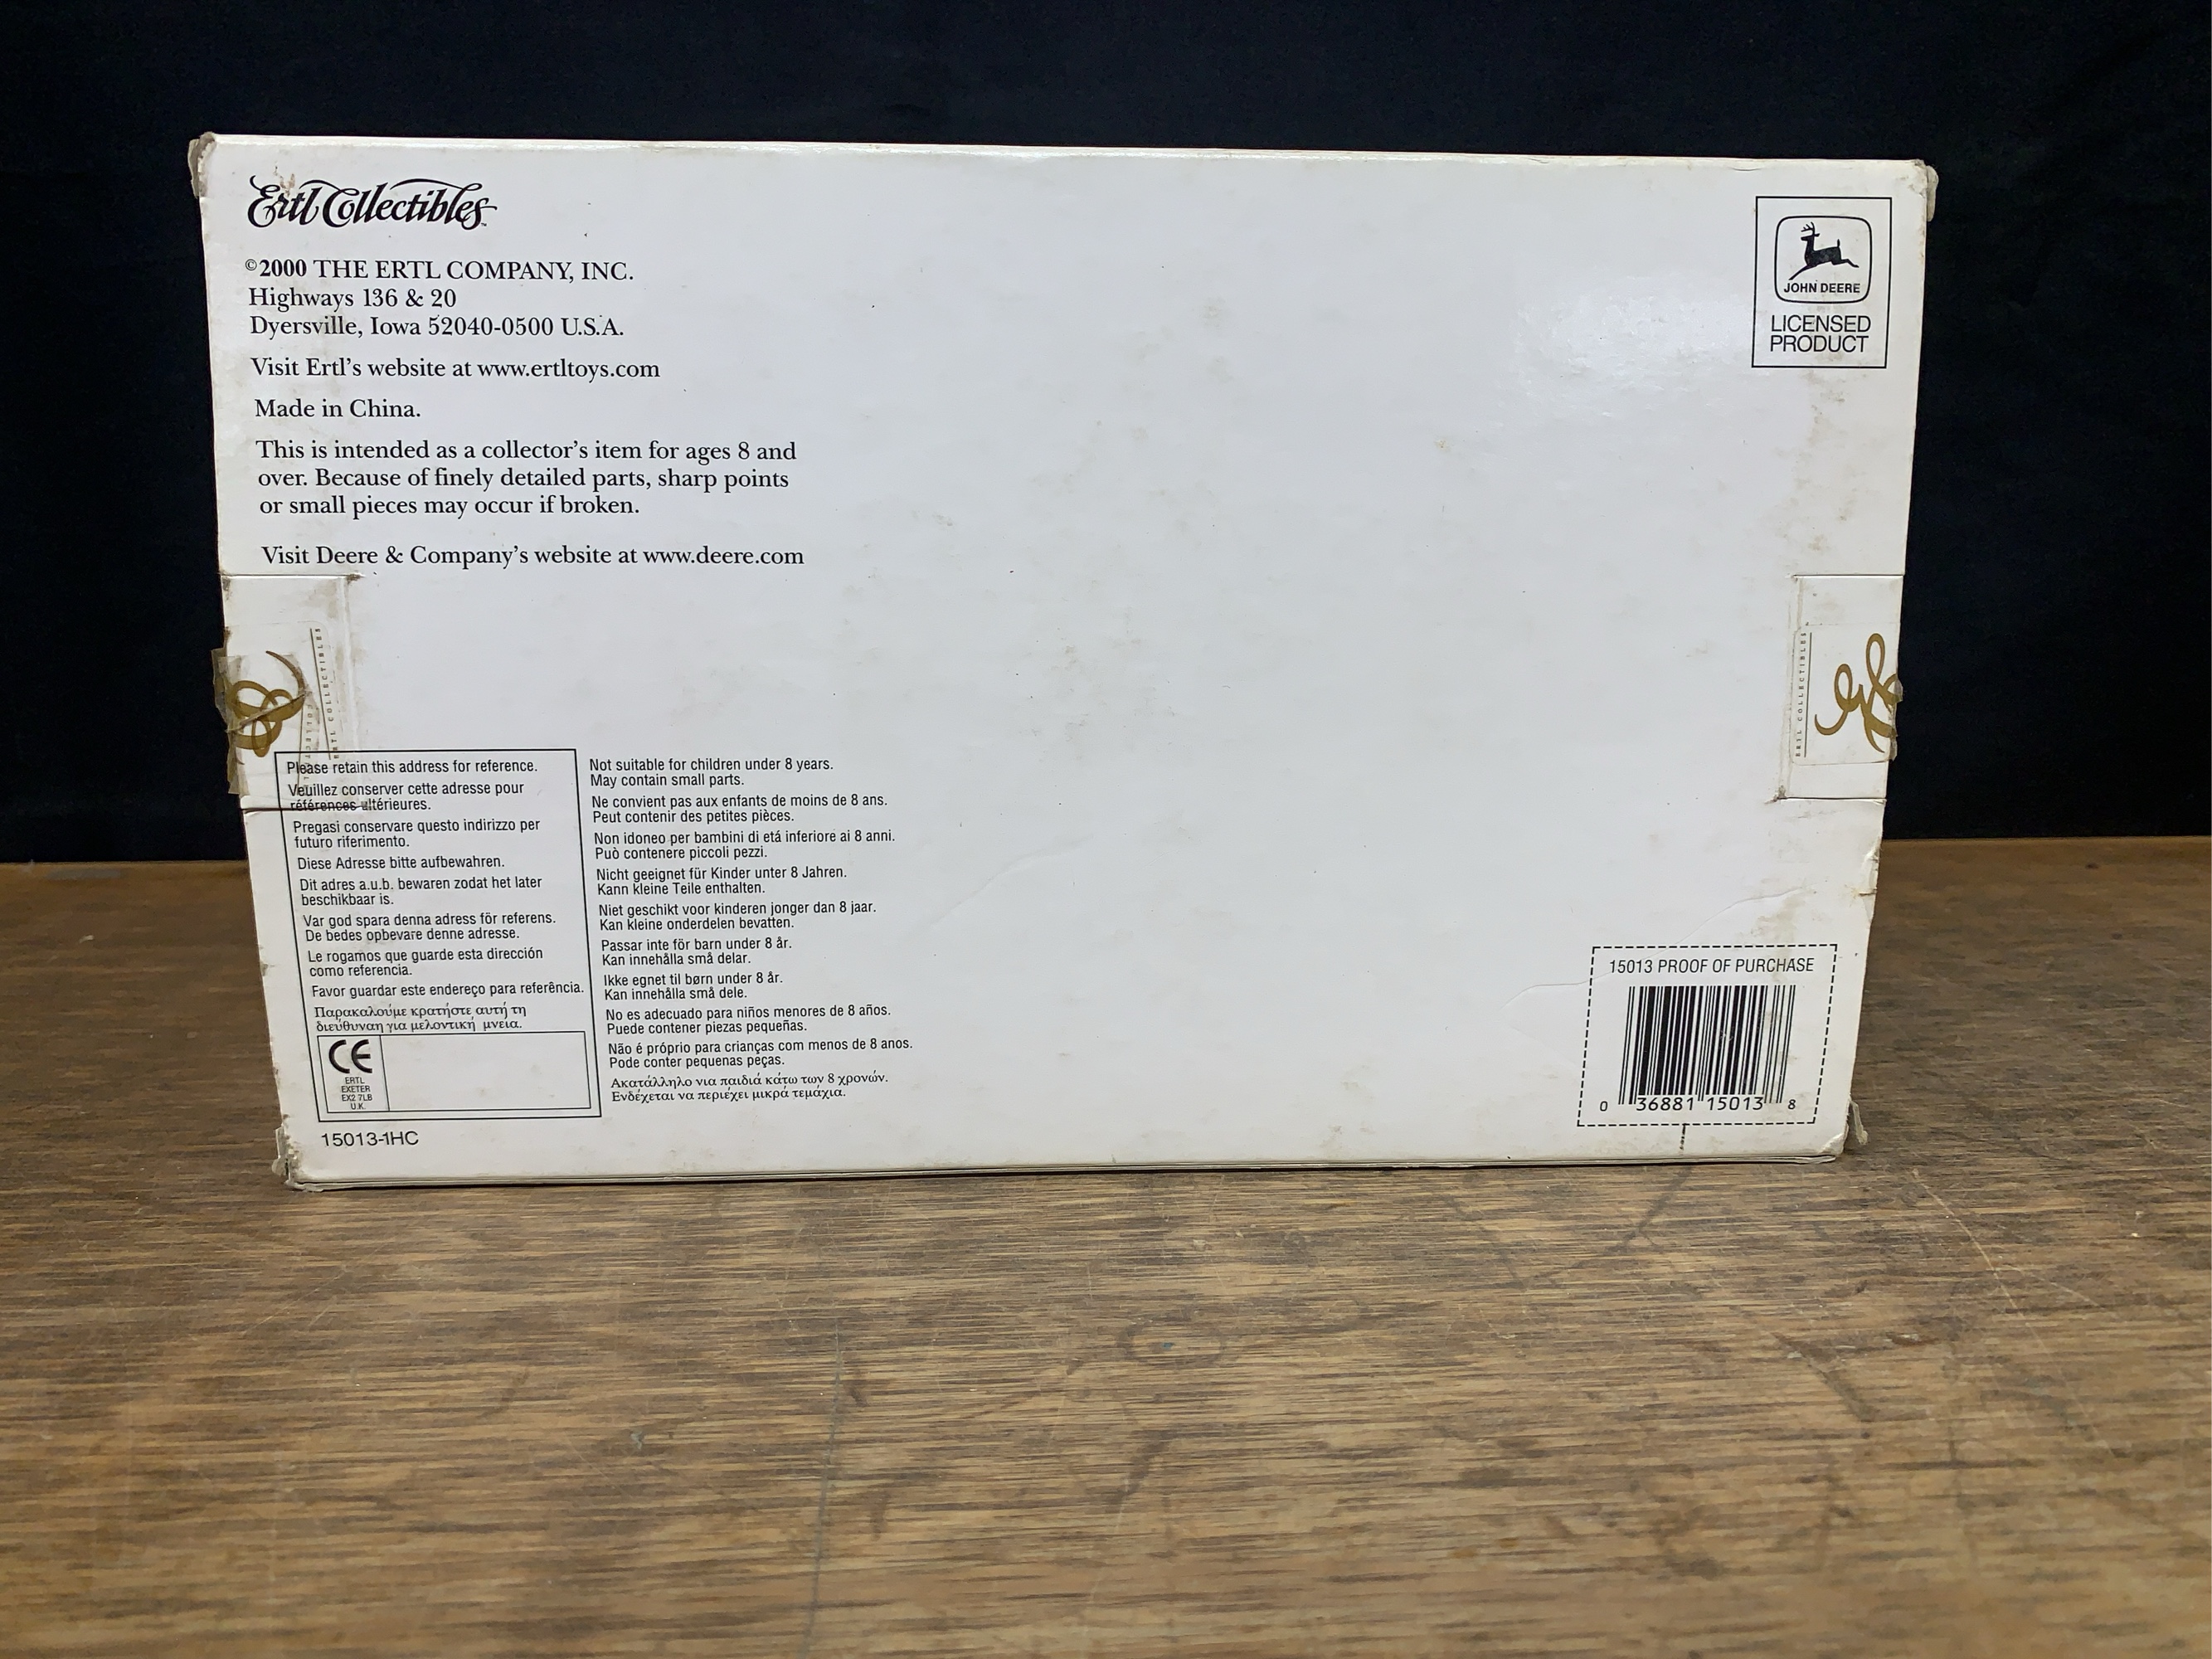 Ertl Collectibles™
©2000 THE ERTL COMPANY, INC.
Highways 136 & 20
Dyersville, Iowa 52040-0500 U.S.A.
Visit Ertl's website at www.ertltoys.com
Made in China.
This is intended as a collector's item for ages 8 and
over. Because of finely detailed parts, sharp points
or small pieces may occur if broken.
Visit Deere & Company's website at www.deere.com
JOHN DEERE
LICENSED
PRODUCT
ERTL COLLECTIBLES
ERTL COLLECTIBLES
Please retain this address for reference.
Veuillez conserver cette adresse pour
références ultérieures.
Pregasi conservare questo indirizzo per
futuro riferimento.
Diese Adresse bitte aufbewahren.
Dit adres a.u.b. bewaren zodat het later
beschikbaar is.
Var god spara denna adress för referens.
De bedes opbevare denne adresse.
Le rogamos que guarde esta dirección
como referencia.
Favor guardar este endereço para referência.
Παρακαλούμε κρατήστε αυτή τη
διεύθυναη για μελοντική μνεια.
CE
ERTL
EXETER
EX2 7LB
U.K.
15013-1HC
Not suitable for children under 8 years.
May contain small parts.
Ne convient pas aux enfants de moins de 8 ans.
Peut contenir des petites pièces.
Non idoneo per bambini di etá inferiore ai 8 anni.
Può contenere piccoli pezzi.
Nicht geeignet für Kinder unter 8 Jahren.
Kann kleine Teile enthalten.
Niet geschikt voor kinderen jonger dan 8 jaar.
Kan kleine onderdelen bevatten.
Passar inte för barn under 8 år.
Kan innehålla små delar.
Ikke egnet til børn under 8 år.
Kan innehålla små dele.
No es adecuado para niños menores de 8 años.
Puede contener piezas pequeñas.
Não é próprio para crianças com menos de 8 anos.
Pode conter pequenas peças.
Ακατάλληλο νια παιδιά κάτω των 8 χρονών.
Ενδέχεται να περιέχει μικρά τεμάχια.
15013 PROOF OF PURCHASE
0 36881 15013 8